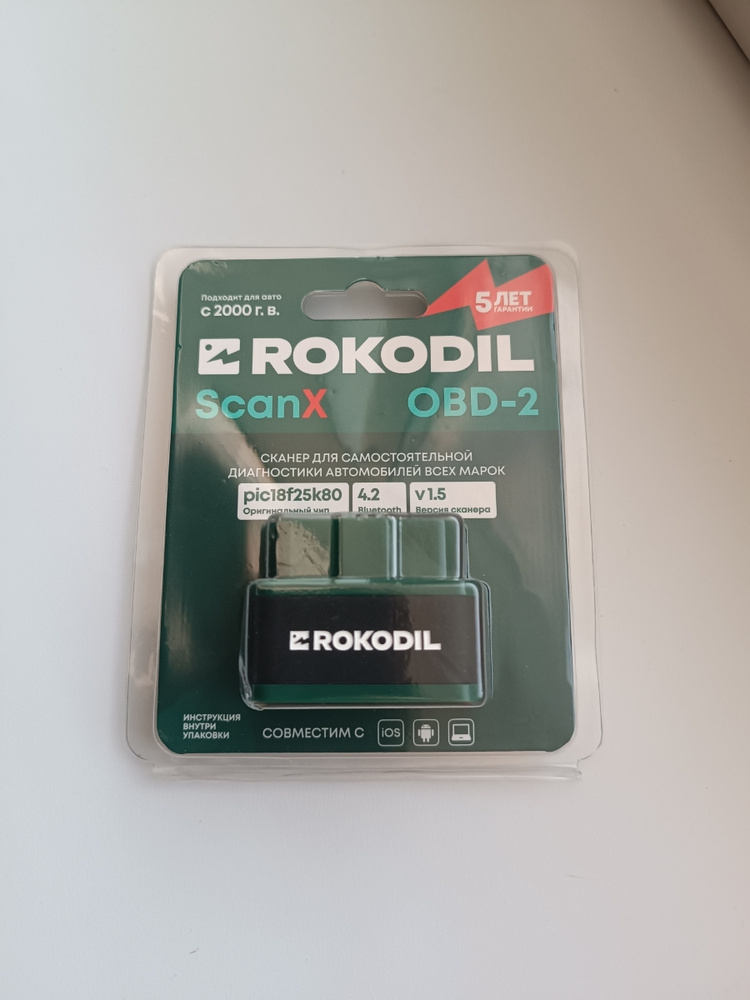 Подходит для авто
с 2000 г. в.
5 ЛЕТ
ГАРАНТИИ
ROKODIL
ScanX OBD-2
СКАНЕР ДЛЯ САМОСТОЯТЕЛЬНОЙ
ДИАГНОСТИКИ АВТОМОБИЛЕЙ ВСЕХ МАРОК
pic18f25k80 4.2 v 1.5
Оригинальный чип Bluetooth Версия сканера
ROKODIL
ИНСТРУКЦИЯ
ВНУТРИ
УПАКОВКИ
СОВМЕСТИМ С iOS